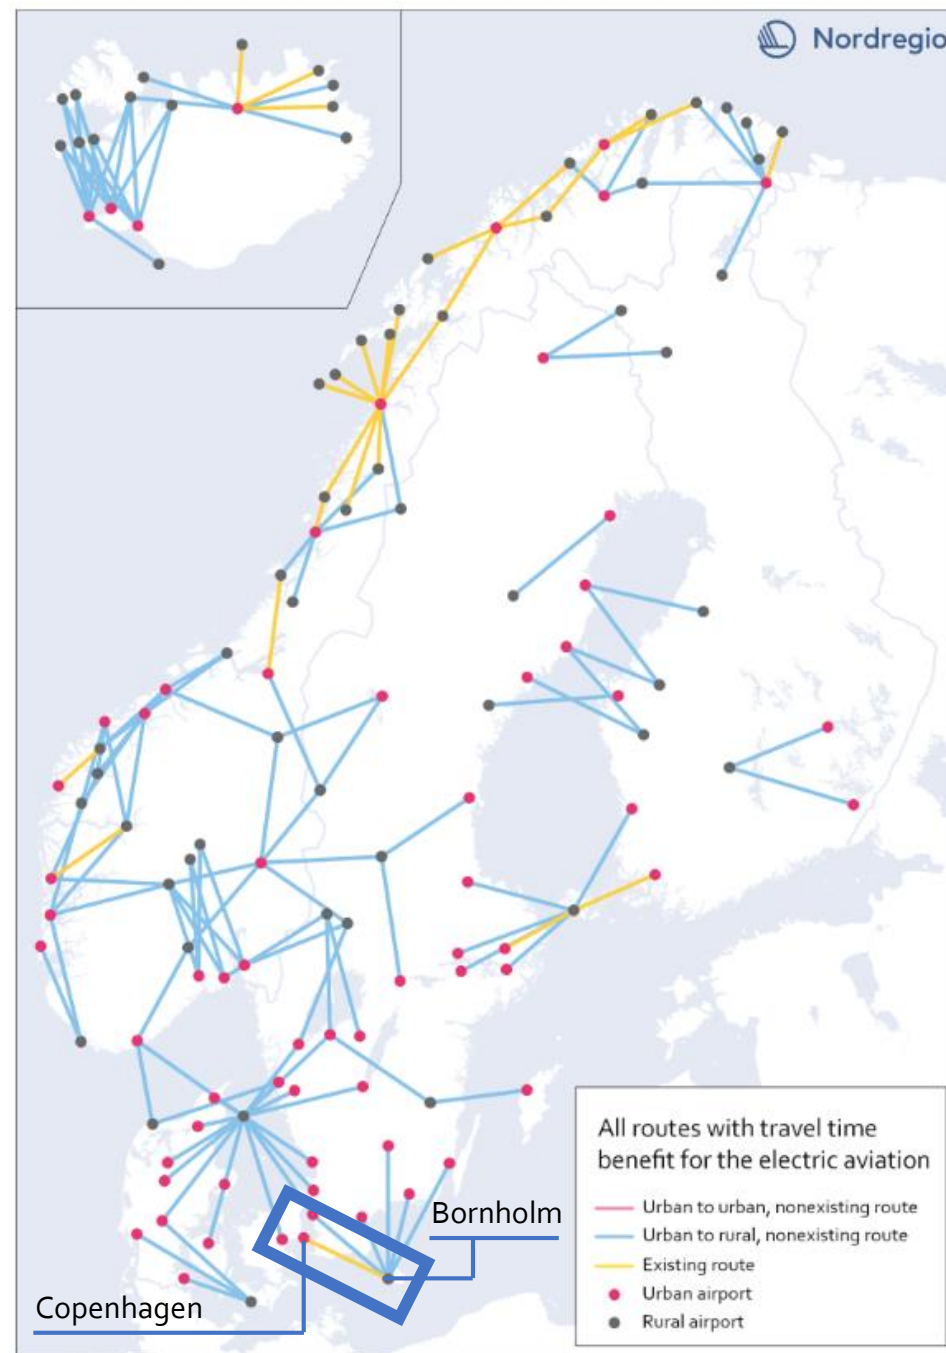 Nordregio
Bornholm
Copenhagen
All routes with travel time
benefit for the electric aviation
Urban to urban, nonexisting route
Urban to rural, nonexisting route
Existing route
Urban airport
Rural airport